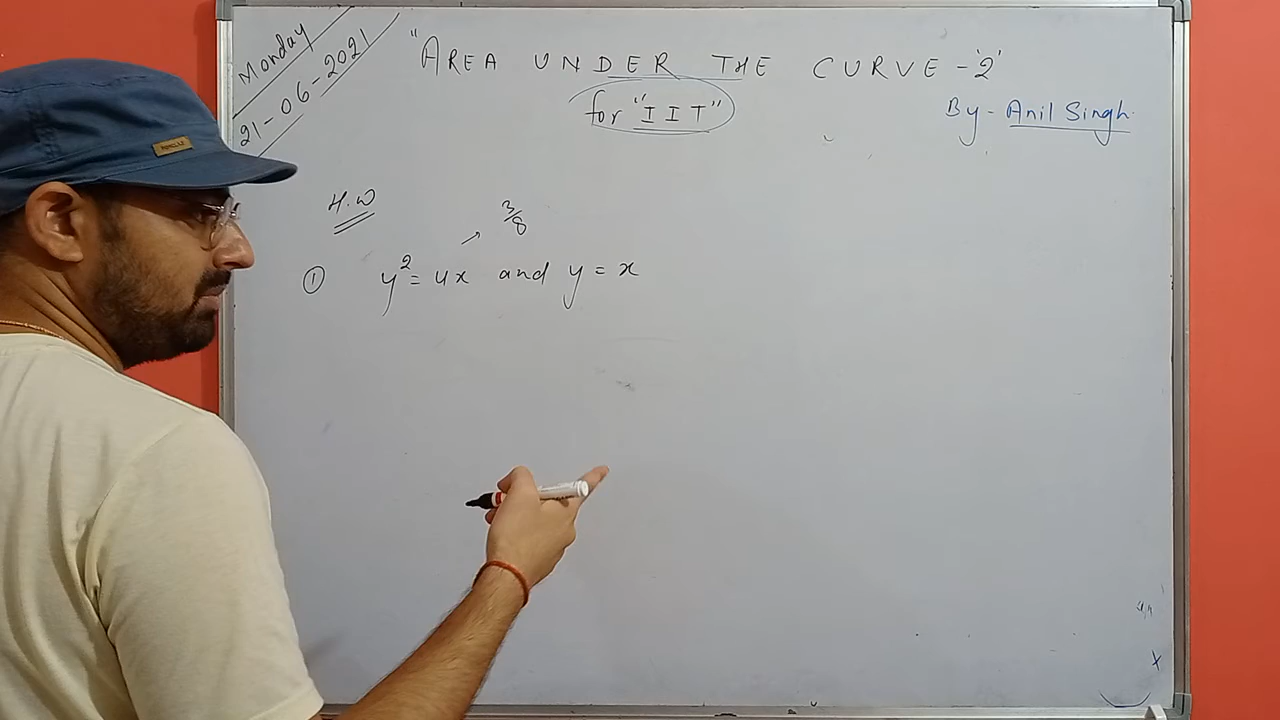 Monday
21-06-2021
"AREA UNDER THE CURVE -'2'
for "IIT"
By - Anil Singh
H.W
3/8
① y² = 4x and y = x